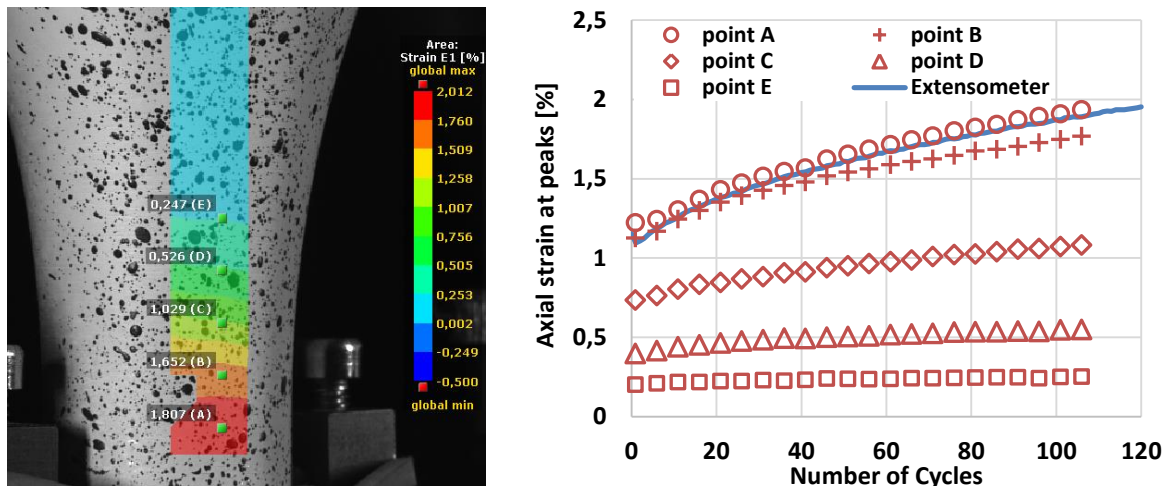 Area:
Strain E1 [%]
global max
2,012
1,760
1,509
1,258
1,007
0,756
0,505
0,253
0,002
-0,249
-0,500
global min
0,247 (E)
0,526 (D)
1,029 (C)
1,652 (B)
1,807 (A)
Axial strain at peaks [%]
2,5
2
1,5
1
0,5
0
point A
point B
point C
point D
point E
Extensometer
0 20 40 60 80 100 120
Number of Cycles